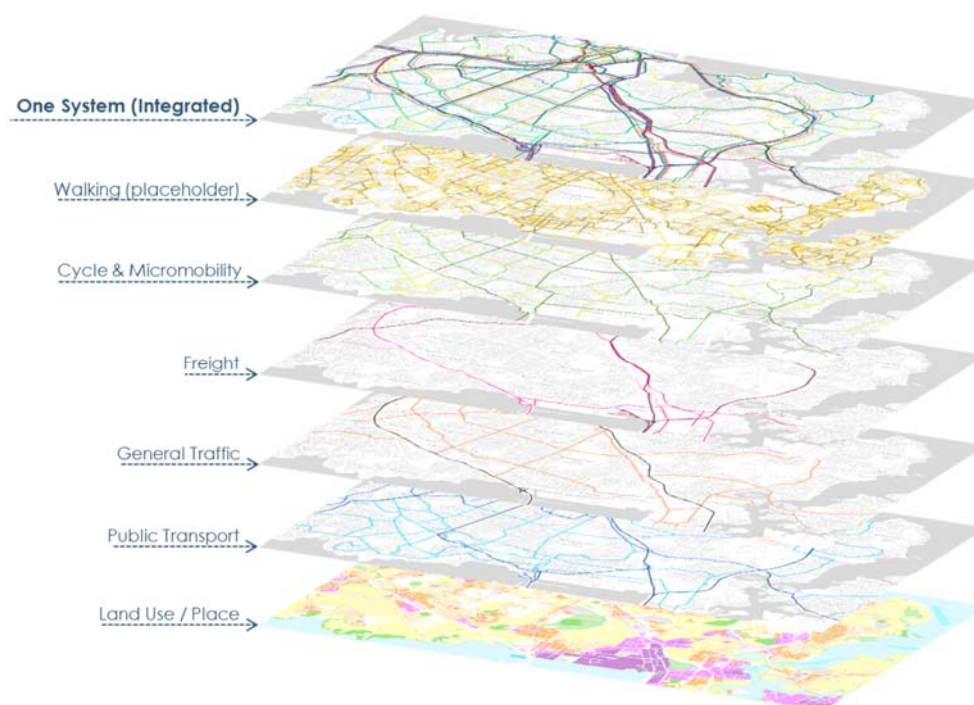 One System (Integrated)
Walking (placeholder)
Cycle & Micromobility
Freight
General Traffic
Public Transport
Land Use / Place